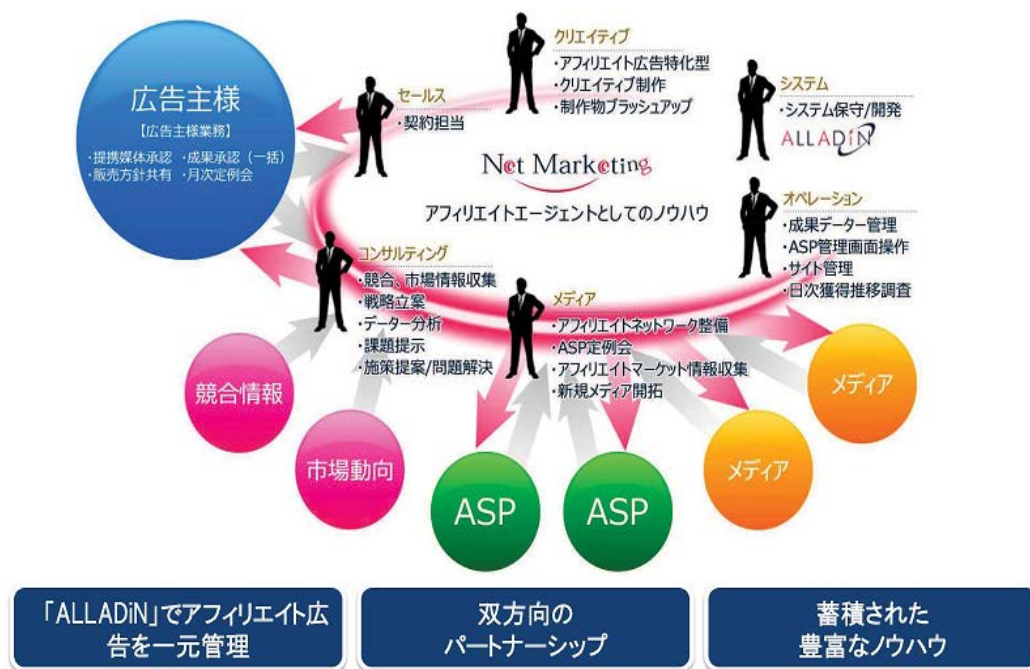 広告主様
【広告主様業務】
・提携媒体承認 ・成果承認（一括）
・販売方針共有 ・月次定例会
セールス
・契約担当
クリエイティブ
・アフィリエイト広告特化型
・クリエイティブ制作
・制作物ブラッシュアップ
システム
・システム保守/開発
ALLADiN
Net Marketing
アフィリエイトエージェントとしてのノウハウ
オペレーション
・成果データー管理
・ASP管理画面操作
・サイト管理
・日次獲得推移調査
コンサルティング
・競合、市場情報収集
・戦略立案
・データー分析
・課題提示
・施策提案/問題解決
メディア
・アフィリエイトネットワーク整備
・ASP定例会
・アフィリエイトマーケット情報収集
・新規メディア開拓
競合情報
市場動向
ASP
ASP
メディア
メディア
「ALLADiN」でアフィリエイト広
告を一元管理
双方向の
パートナーシップ
蓄積された
豊富なノウハウ